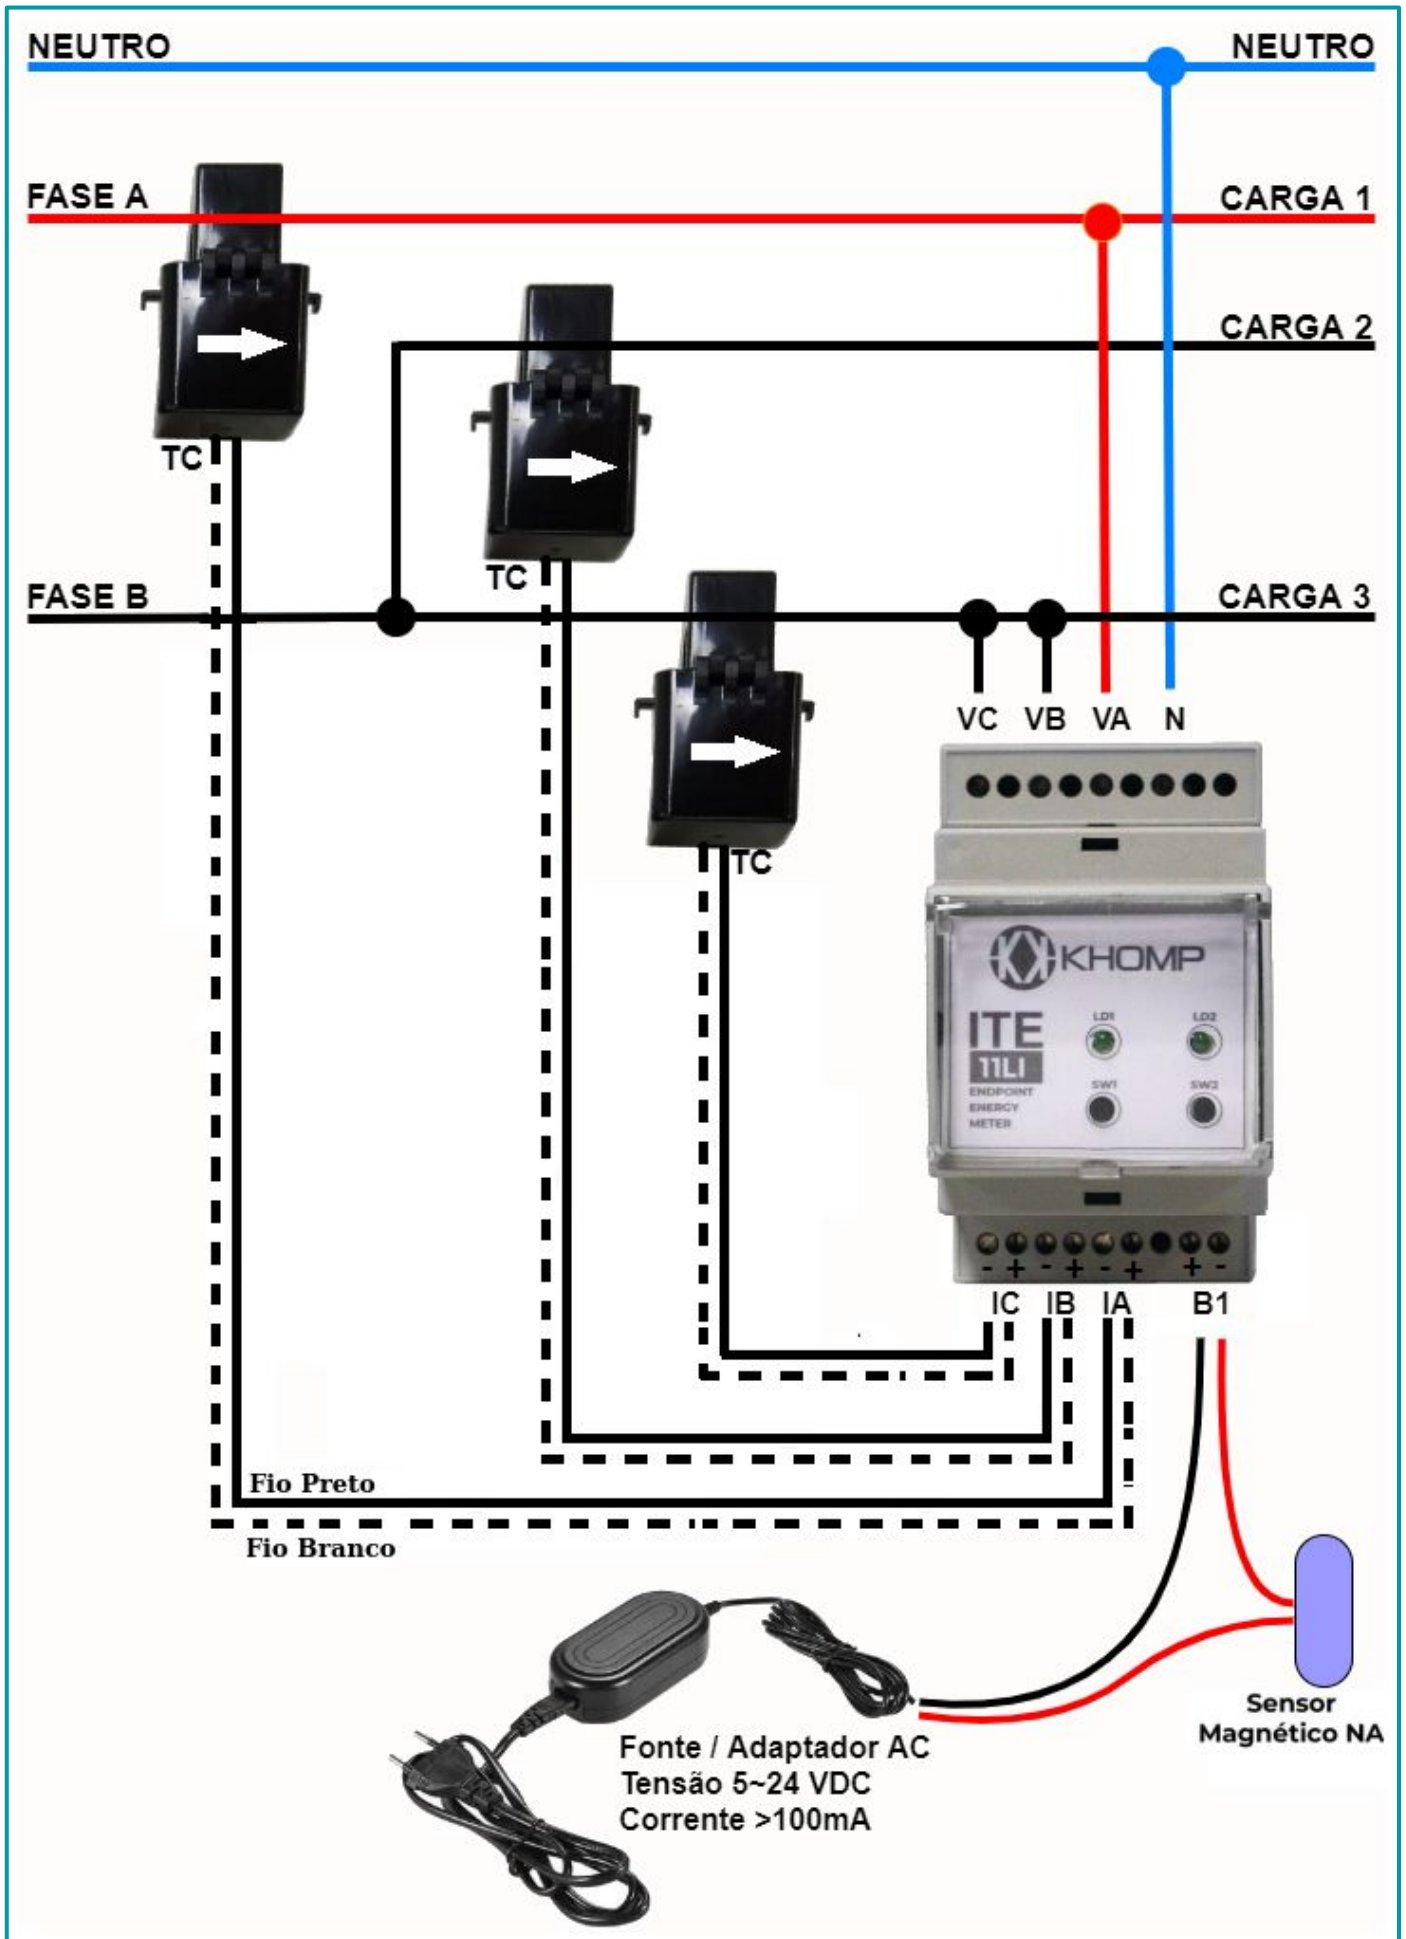 NEUTRO
NEUTRO
FASE A
CARGA 1
CARGA 2
TC
TC
FASE B
CARGA 3
TC
VC VB VA N
KHOMP
ITE
11LI
ENDPOINT
ENERGY
METER
LD1
LD2
SW1
SW2
- + - + - + + -
IC IB IA B1
Fio Preto
Fio Branco
Sensor
Magnético NA
Fonte / Adaptador AC
Tensão 5~24 VDC
Corrente >100mA